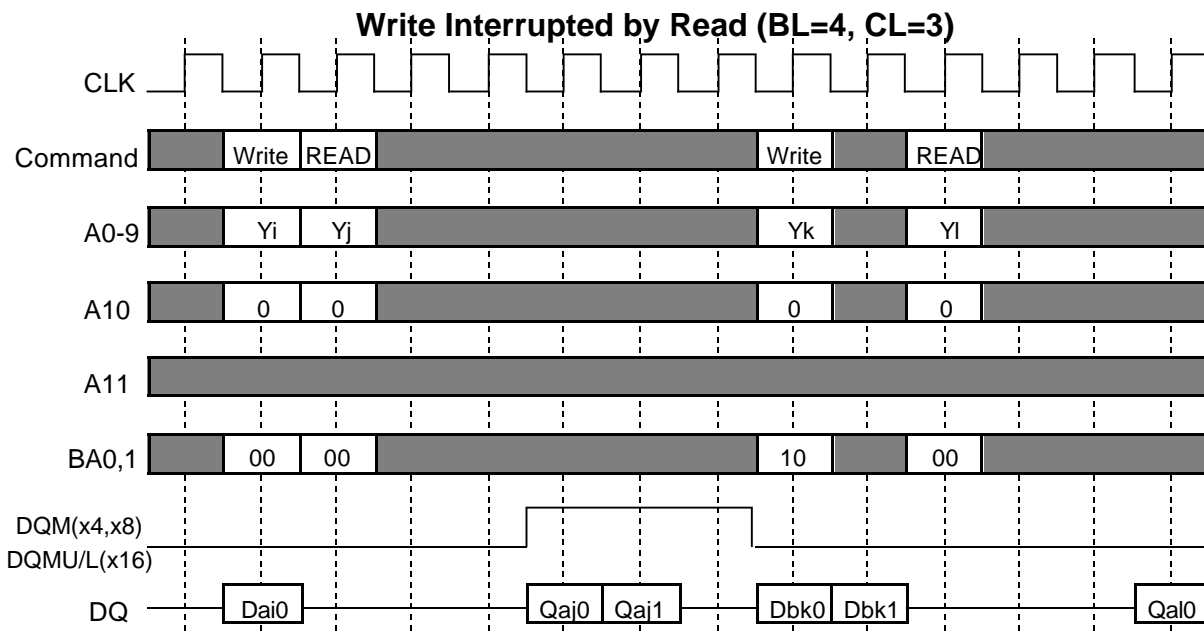 Write Interrupted by Read (BL=4, CL=3)
CLK
Command Write READ Write READ
A0-9 Yi Yj Yk Yl
A10 0 0 0 0
A11
BA0,1 00 00 10 00
DQM(x4,x8)
DQMU/L(x16)
DQ Dai0 Qaj0 Qaj1 Dbk0 Dbk1 Qal0